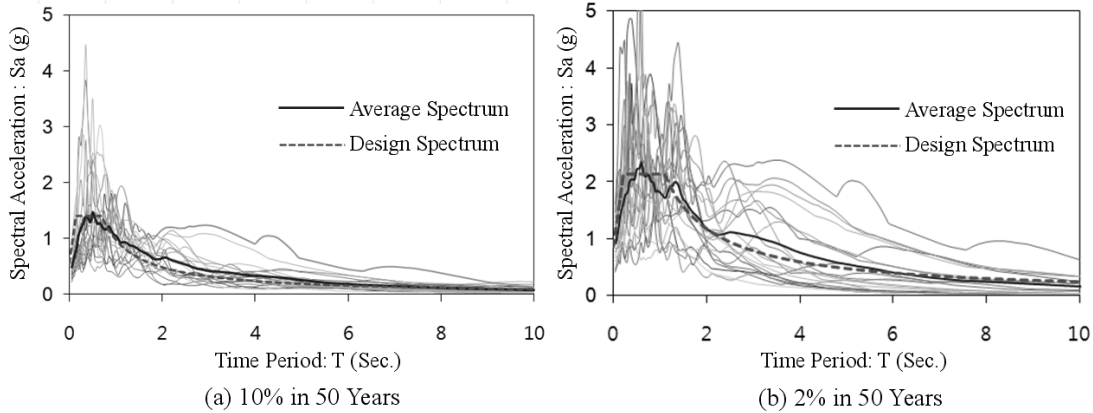 5
4
3
2
1
0
Spectral Acceleration : Sa (g)
Average Spectrum
Design Spectrum
0 2 4 6 8 10
Time Period: T (Sec.)
(a) 10% in 50 Years
5
4
3
2
1
0
Spectral Acceleration : Sa (g)
Average Spectrum
Design Spectrum
0 2 4 6 8 10
Time Period: T (Sec.)
(b) 2% in 50 Years